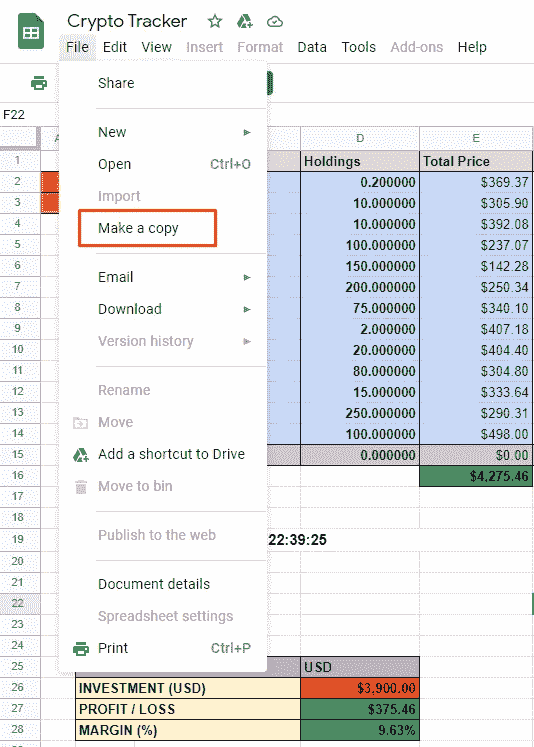 Crypto Tracker
File Edit View Insert Format Data Tools Add-ons Help
F22
D E
1 Holdings Total Price
2 0.200000 $369.37
3 10.000000 $305.90
4 10.000000 $392.08
5 100.000000 $237.07
6 150.000000 $142.28
7 200.000000 $250.34
8 75.000000 $340.10
9 2.000000 $407.18
10 20.000000 $404.40
11 80.000000 $304.80
12 15.000000 $333.64
13 250.000000 $290.31
14 100.000000 $498.00
15 0.000000 $0.00
16 $4,275.46
17
18
19 22:39:25
20
21
22
23
24
25 USD
26 INVESTMENT (USD) $3,900.00
27 PROFIT / LOSS $375.46
28 MARGIN (%) 9.63%
Share
New
Open Ctrl+O
Import
Make a copy
Email
Download
Version history
Rename
Move
Add a shortcut to Drive
Move to bin
Publish to the web
Document details
Spreadsheet settings
Print Ctrl+P